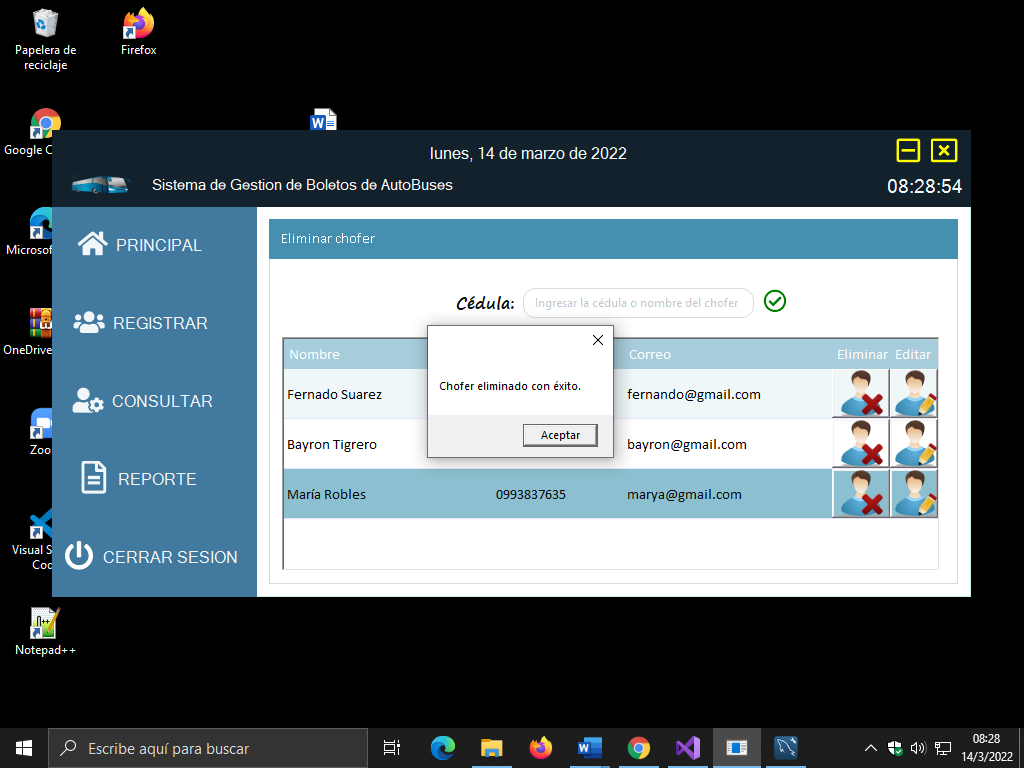 Papelera de
reciclaje
Firefox
Google C
Microsof
OneDrive
Zoo
Visual S
Coc
Notepad++
lunes, 14 de marzo de 2022
Sistema de Gestion de Boletos de AutoBuses
08:28:54
PRINCIPAL
REGISTRAR
CONSULTAR
REPORTE
CERRAR SESION
Eliminar chofer
Cédula: Ingresar la cédula o nombre del chofer
Nombre Correo Eliminar Editar
Fernado Suarez fernando@gmail.com
Bayron Tigrero bayron@gmail.com
María Robles 0993837635 marya@gmail.com
Chofer eliminado con éxito.
Aceptar
Escribe aquí para buscar
08:28
14/3/2022